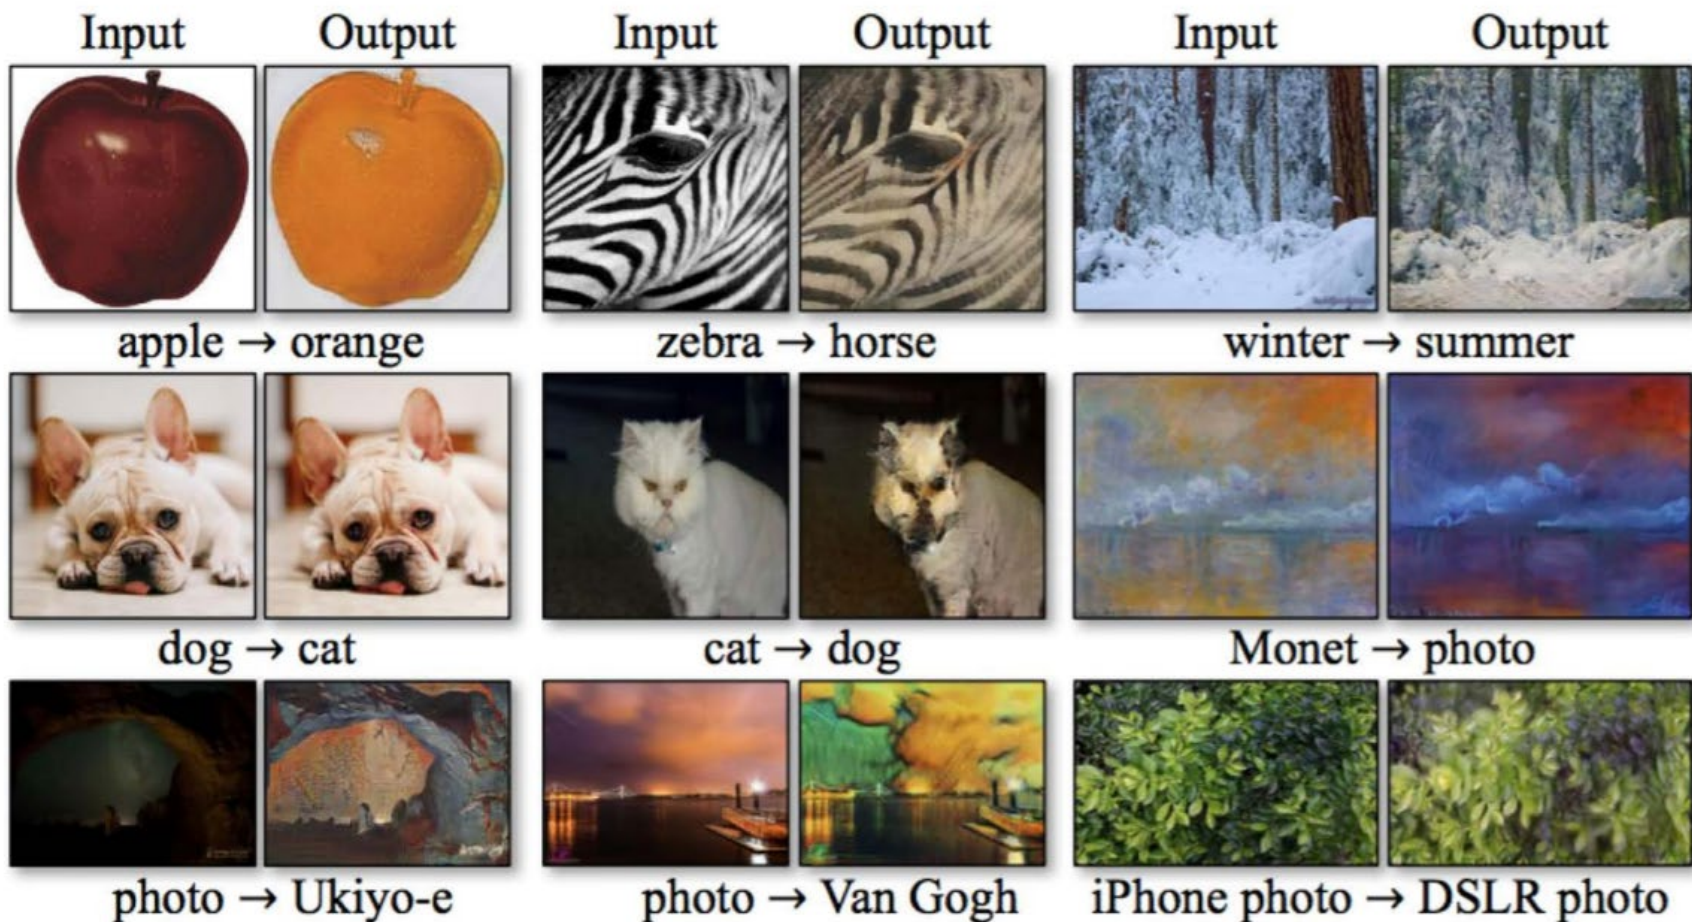 Input Output Input Output Input Output
apple → orange zebra → horse winter → summer
dog → cat cat → dog Monet → photo
photo → Ukiyo-e photo → Van Gogh iPhone photo → DSLR photo